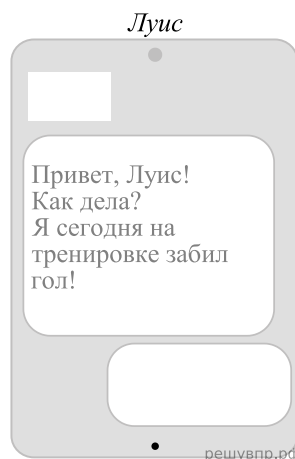 Луис
Привет, Луис!
Как дела?
Я сегодня на
тренировке забил
гол!
решувпр.рф